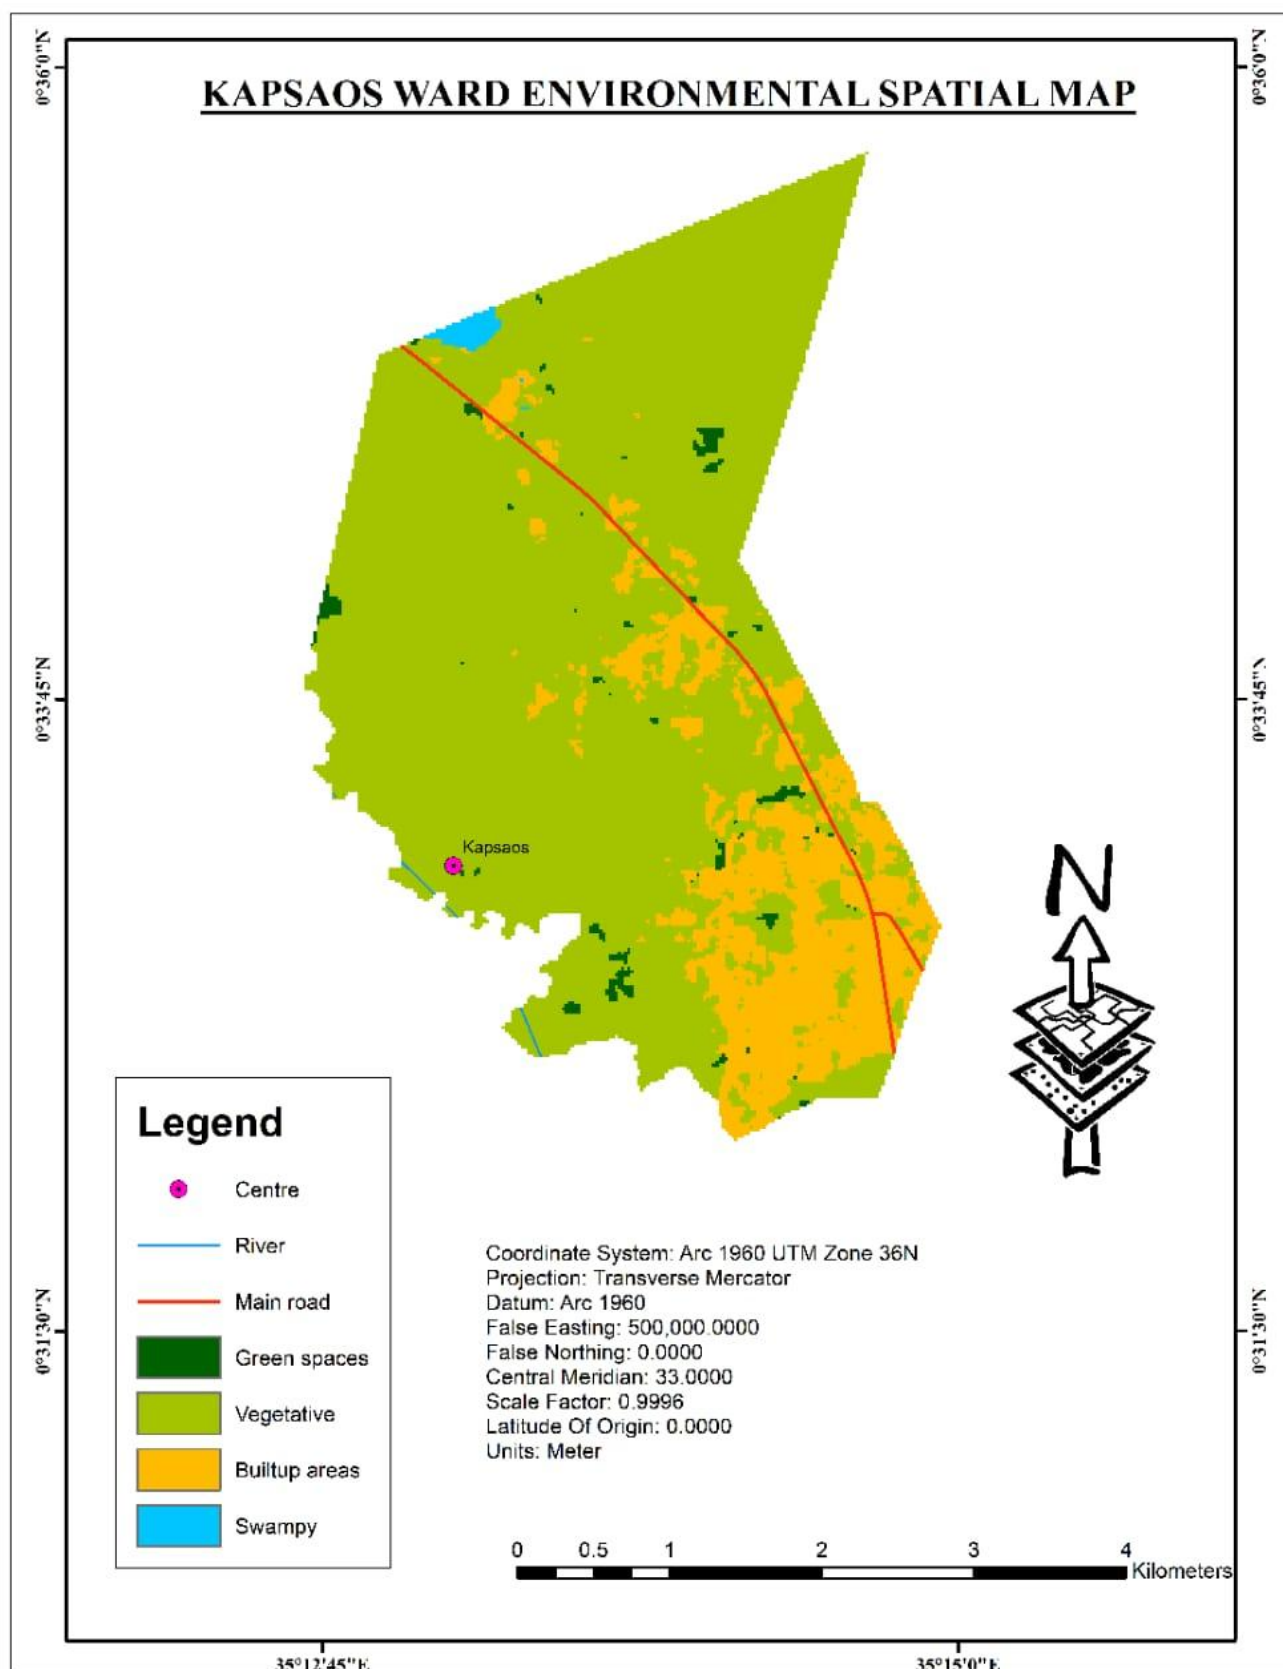 KAPSAOS WARD ENVIRONMENTAL SPATIAL MAP
0°36'0"N
0°36'0"N
0°33'45"N
0°33'45"N
Kapsaos
N
0°31'30"N
0°31'30"N
Legend
Centre
River
Main road
Green spaces
Vegetative
Builtup areas
Swampy
Coordinate System: Arc 1960 UTM Zone 36N
Projection: Transverse Mercator
Datum: Arc 1960
False Easting: 500,000.0000
False Northing: 0.0000
Central Meridian: 33.0000
Scale Factor: 0.9996
Latitude Of Origin: 0.0000
Units: Meter
0 0.5 1 2 3 4
Kilometers
35°12'45"E 35°15'0"E